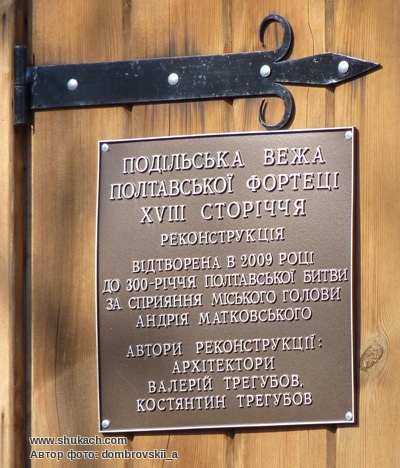 ПОДІЛЬСЬКА ВЕЖА
ПОЛТАВСЬКОЇ ФОРТЕЦІ
XVIII СТОРІЧЧЯ
РЕКОНСТРУКЦІЯ
ВІДТВОРЕНА В 2009 РОЦІ
ДО 300-РІЧЧЯ ПОЛТАВСЬКОЇ БИТВИ
ЗА СПРИЯННЯ МІСЬКОГО ГОЛОВИ
АНДРІЯ МАТКОВСЬКОГО
АВТОРИ РЕКОНСТРУКЦІЇ:
АРХІТЕКТОРИ
ВАЛЕРІЙ ТРЕГУБОВ,
КОСТЯНТИН ТРЕГУБОВ
www.shukach.com
Автор фото: dombrovskii_a